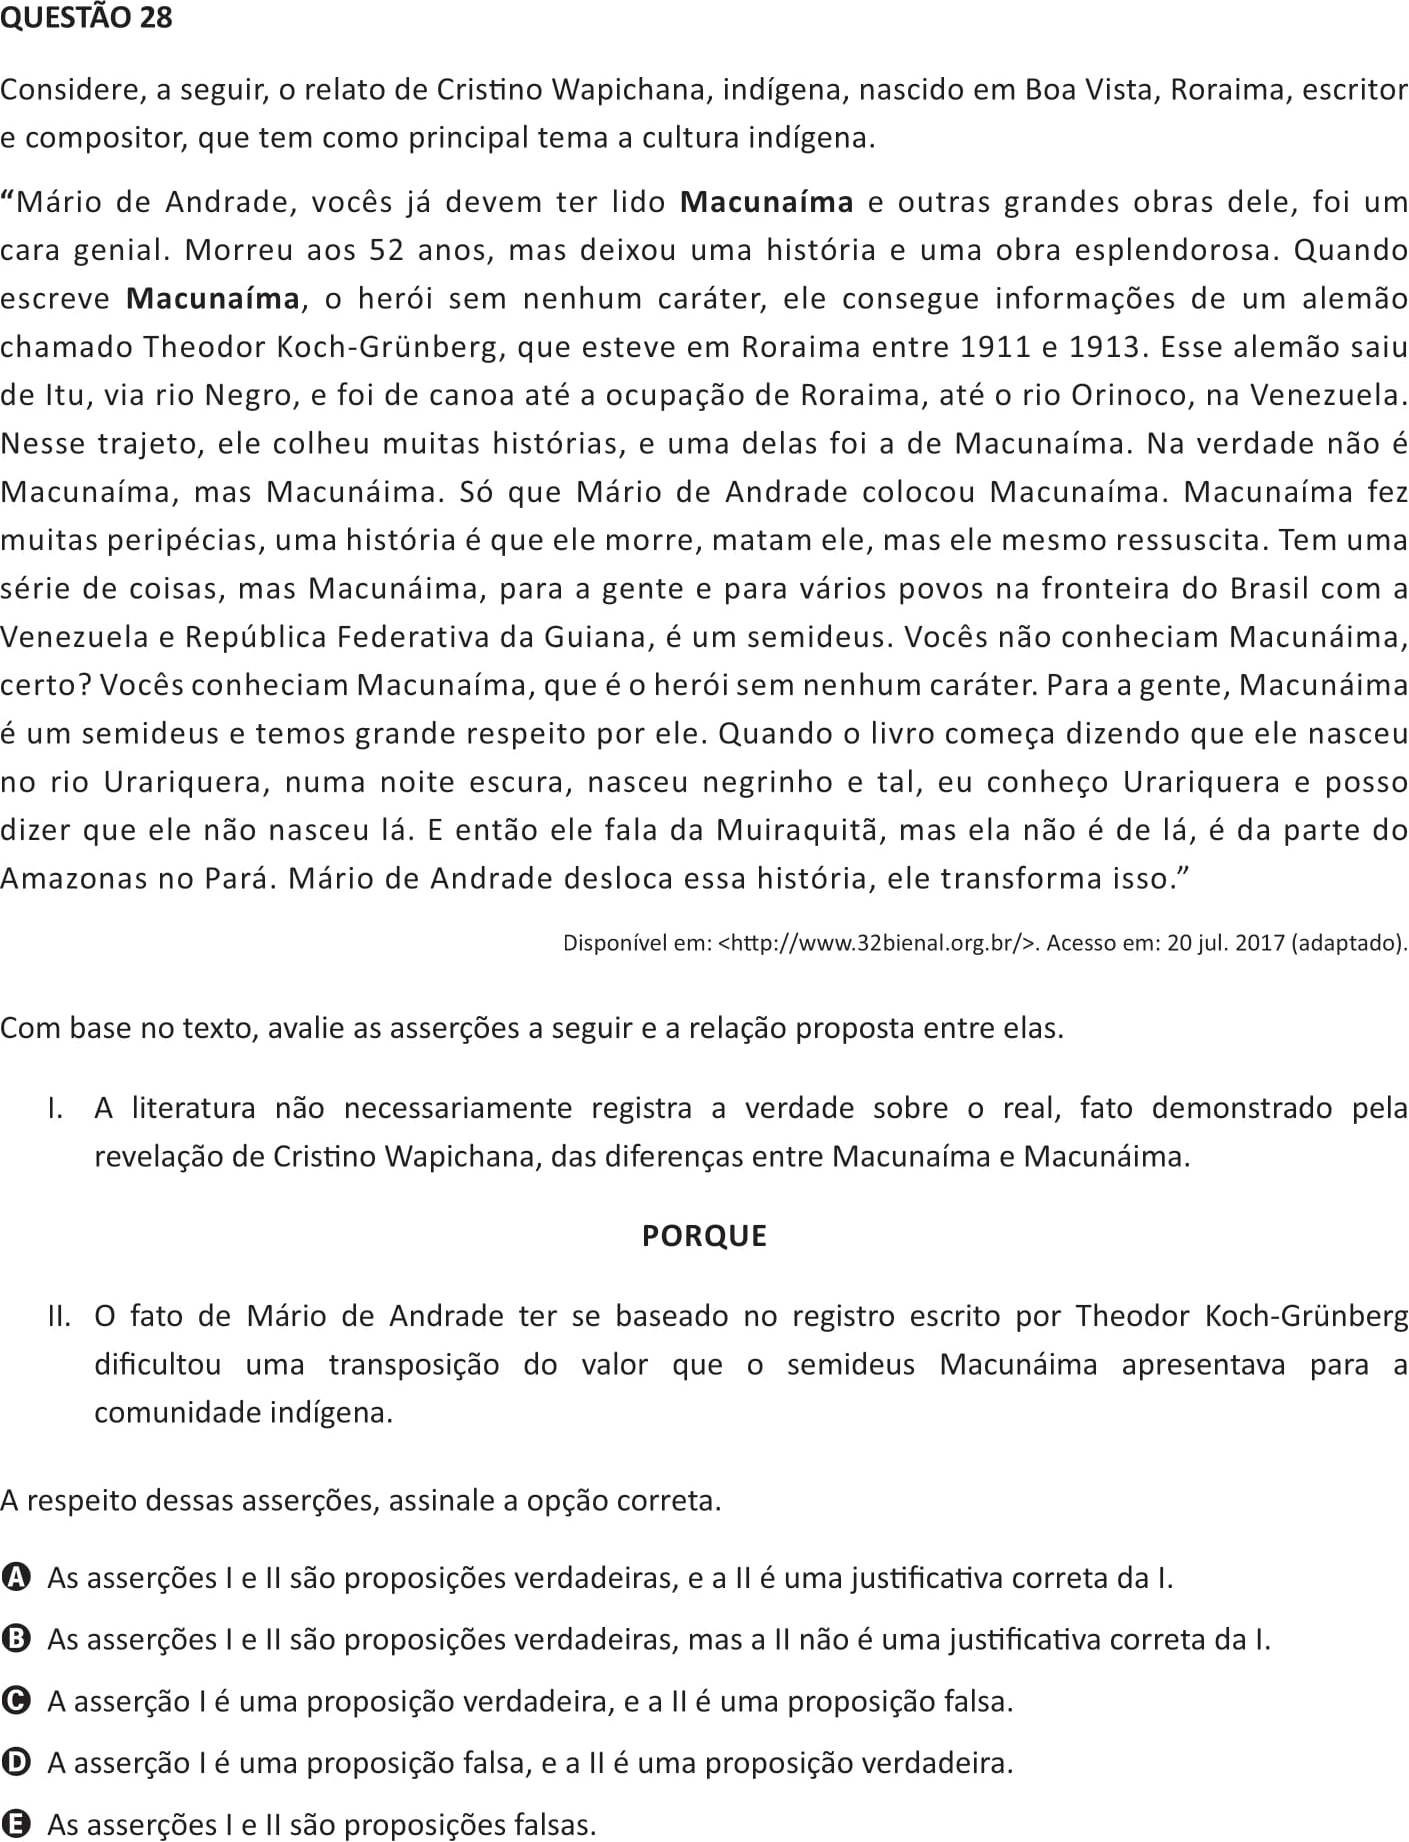 QUESTÃO 28
Considere, a seguir, o relato de Cristino Wapichana, indígena, nascido em Boa Vista, Roraima, escritor
e compositor, que tem como principal tema a cultura indígena.
“Mário de Andrade, vocês já devem ter lido Macunaíma e outras grandes obras dele, foi um
cara genial. Morreu aos 52 anos, mas deixou uma história e uma obra esplendorosa. Quando
escreve Macunaíma, o herói sem nenhum caráter, ele consegue informações de um alemão
chamado Theodor Koch-Grünberg, que esteve em Roraima entre 1911 e 1913. Esse alemão saiu
de Itu, via rio Negro, e foi de canoa até a ocupação de Roraima, até o rio Orinoco, na Venezuela.
Nesse trajeto, ele colheu muitas histórias, e uma delas foi a de Macunaíma. Na verdade não é
Macunaíma, mas Macunáima. Só que Mário de Andrade colocou Macunaíma. Macunaíma fez
muitas peripécias, uma história é que ele morre, matam ele, mas ele mesmo ressuscita. Tem uma
série de coisas, mas Macunáima, para a gente e para vários povos na fronteira do Brasil com a
Venezuela e República Federativa da Guiana, é um semideus. Vocês não conheciam Macunáima,
certo? Vocês conheciam Macunaíma, que é o herói sem nenhum caráter. Para a gente, Macunáima
é um semideus e temos grande respeito por ele. Quando o livro começa dizendo que ele nasceu
no rio Urariquera, numa noite escura, nasceu negrinho e tal, eu conheço Urariquera e posso
dizer que ele não nasceu lá. E então ele fala da Muiraquitã, mas ela não é de lá, é da parte do
Amazonas no Pará. Mário de Andrade desloca essa história, ele transforma isso.”
Disponível em: <http://www.32bienal.org.br/>. Acesso em: 20 jul. 2017 (adaptado).
Com base no texto, avalie as asserções a seguir e a relação proposta entre elas.
I. A literatura não necessariamente registra a verdade sobre o real, fato demonstrado pela
revelação de Cristino Wapichana, das diferenças entre Macunaíma e Macunáima.
PORQUE
II. O fato de Mário de Andrade ter se baseado no registro escrito por Theodor Koch-Grünberg
dificultou uma transposição do valor que o semideus Macunáima apresentava para a
comunidade indígena.
A respeito dessas asserções, assinale a opção correta.
A As asserções I e II são proposições verdadeiras, e a II é uma justificativa correta da I.
B As asserções I e II são proposições verdadeiras, mas a II não é uma justificativa correta da I.
C A asserção I é uma proposição verdadeira, e a II é uma proposição falsa.
D A asserção I é uma proposição falsa, e a II é uma proposição verdadeira.
E As asserções I e II são proposições falsas.